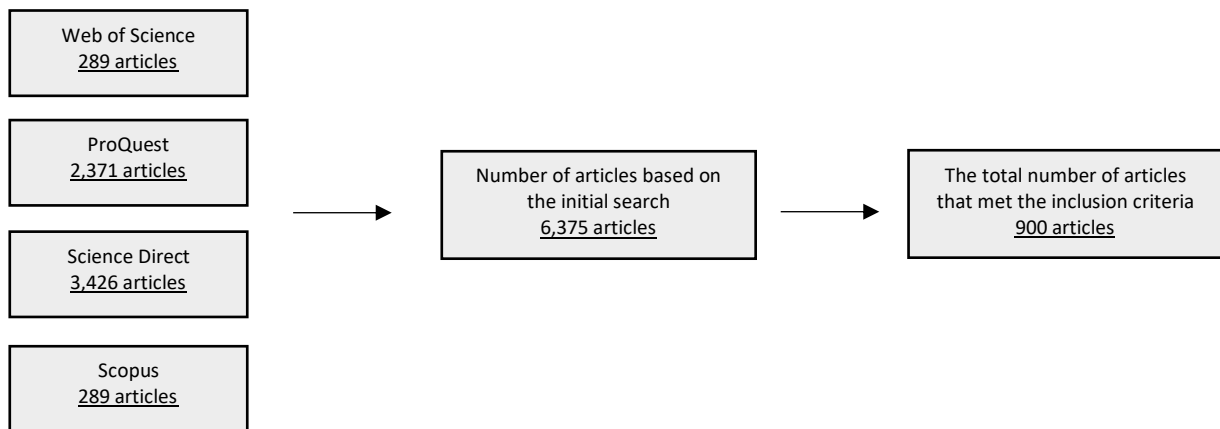 Web of Science
289 articles
ProQuest
2,371 articles
Science Direct
3,426 articles
Scopus
289 articles
Number of articles based on
the initial search
6,375 articles
The total number of articles
that met the inclusion criteria
900 articles